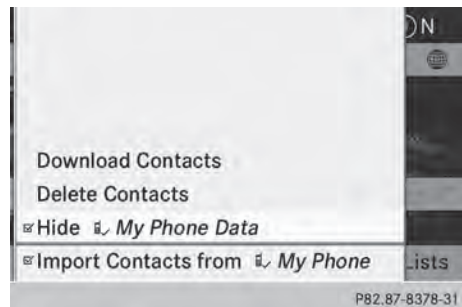 N
Download Contacts
Delete Contacts
Hide My Phone Data
Import Contacts from My Phone
Lists
P82.87-8378-31